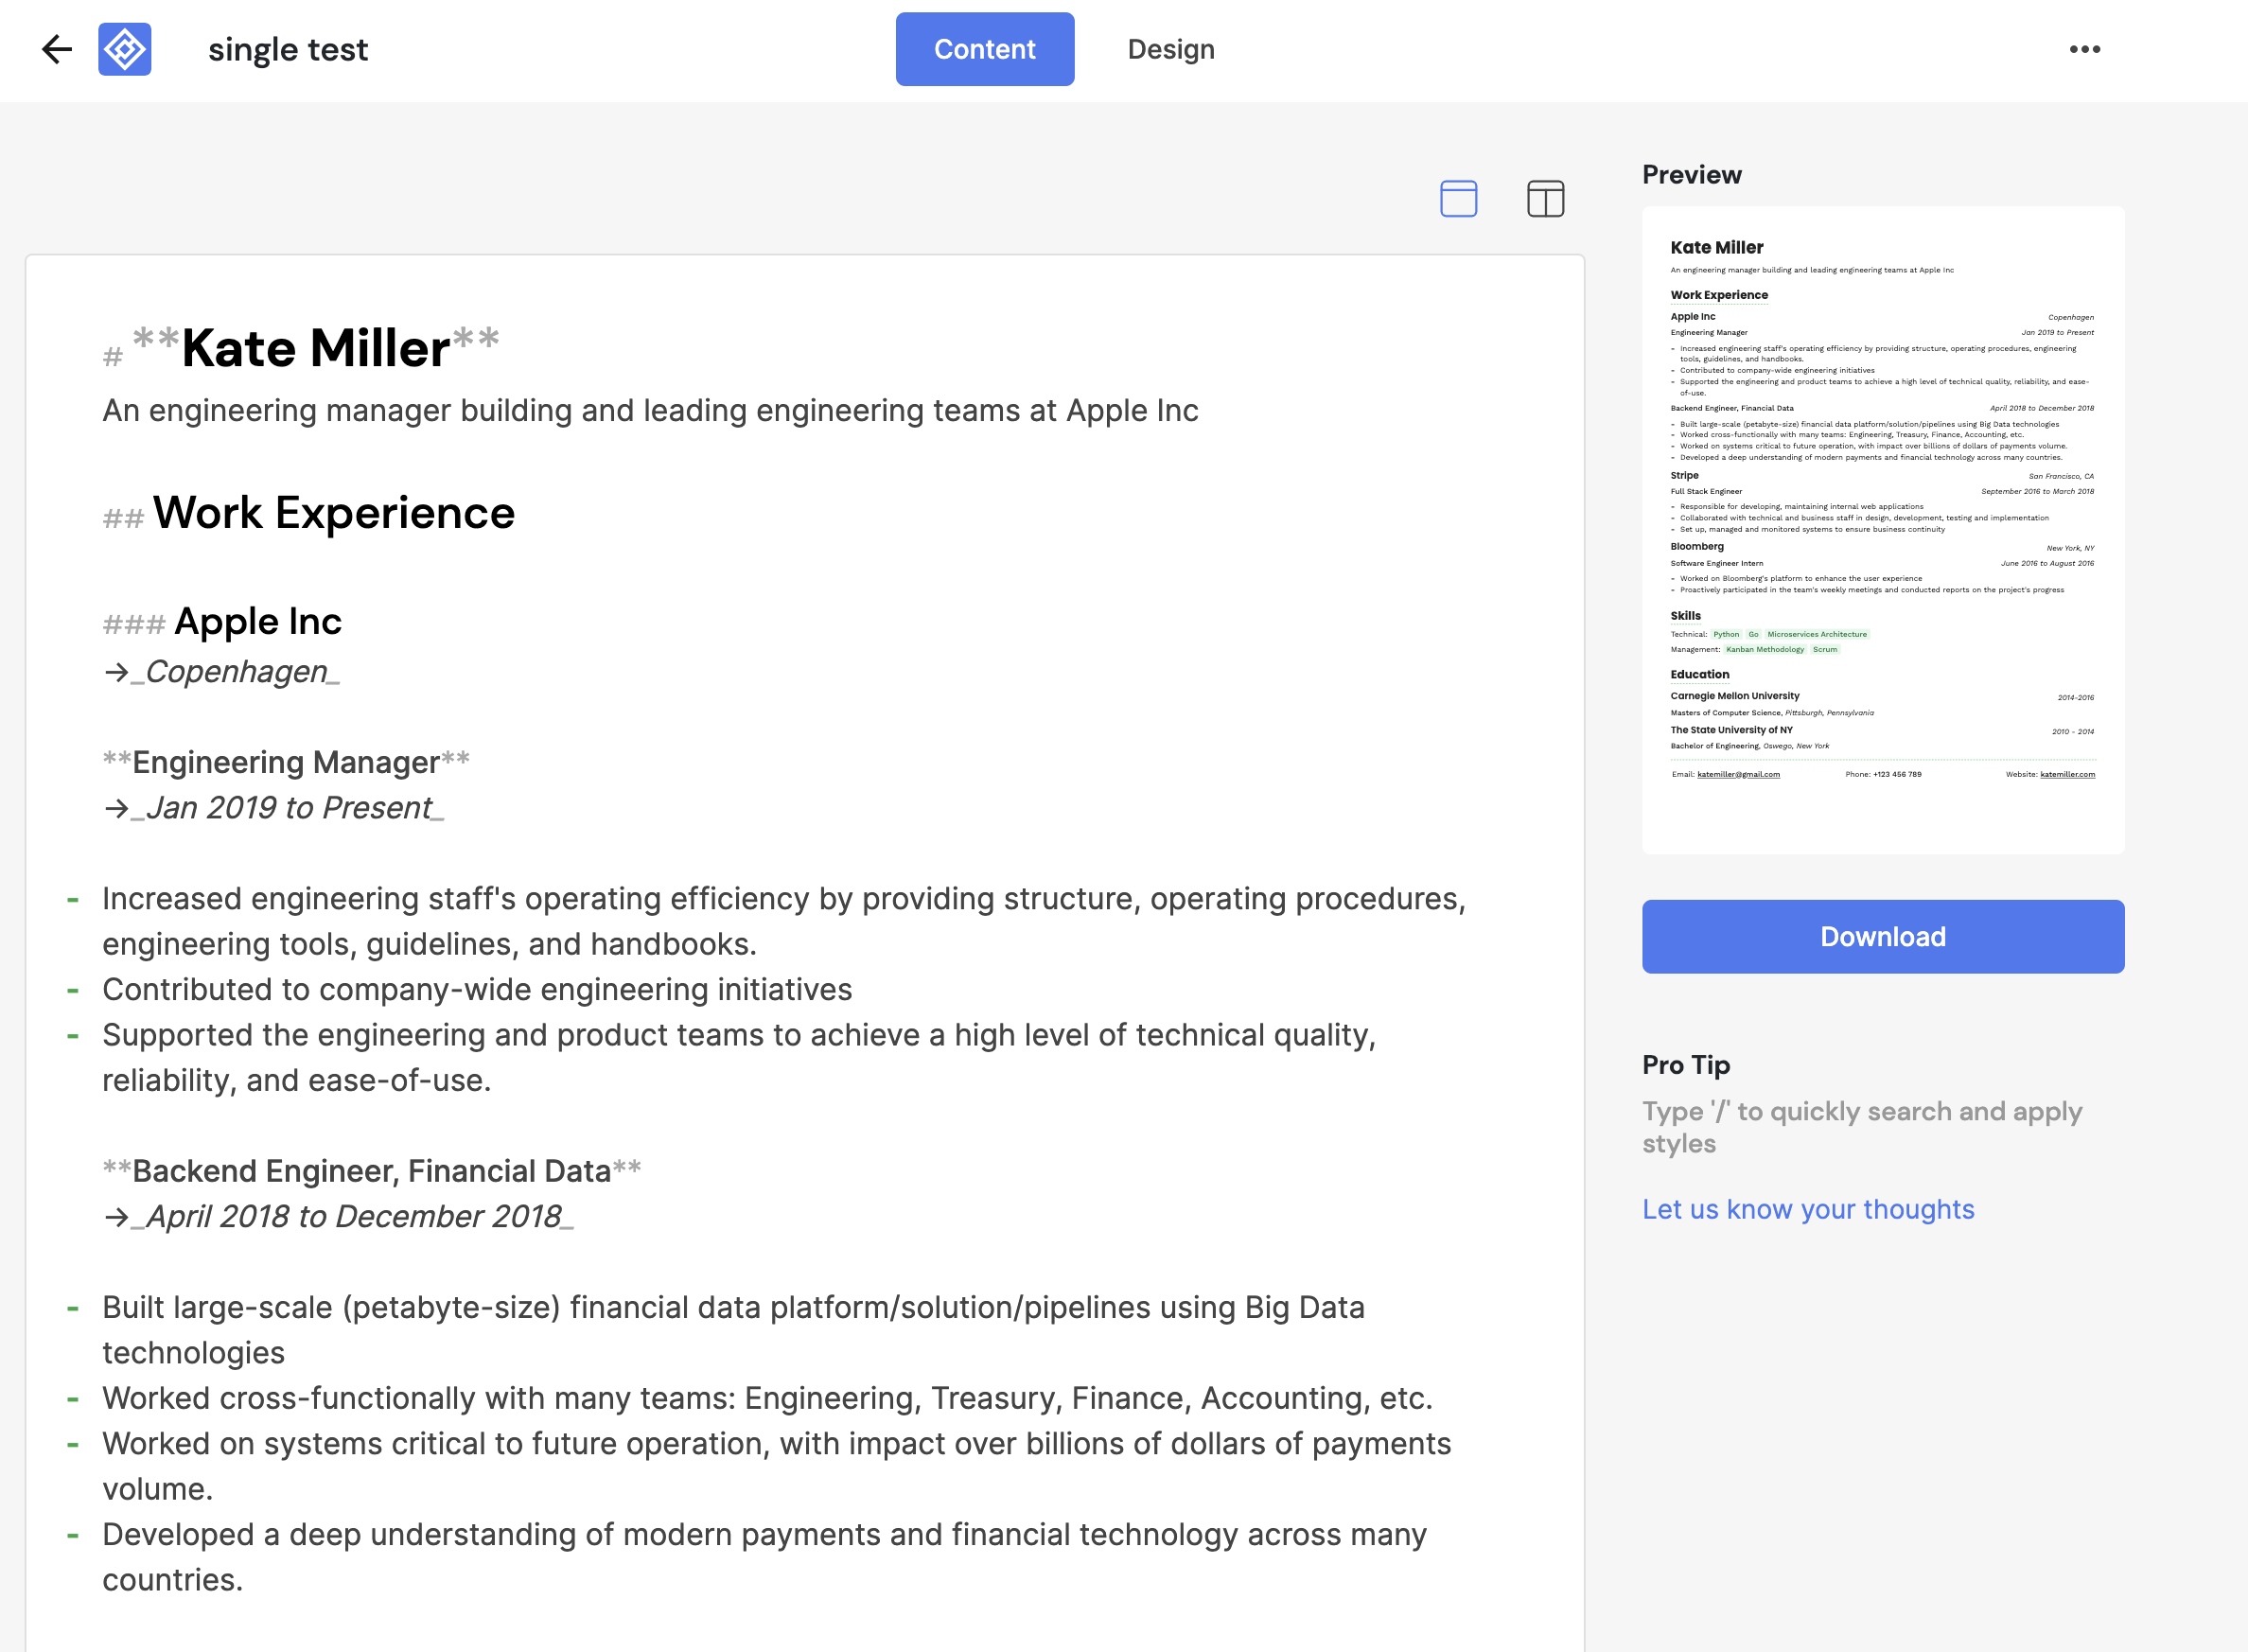 single test
Content
Design
# **Kate Miller**
An engineering manager building and leading engineering teams at Apple Inc
## Work Experience
### Apple Inc
→_Copenhagen_
**Engineering Manager**
→_Jan 2019 to Present_
- Increased engineering staff's operating efficiency by providing structure, operating procedures,
engineering tools, guidelines, and handbooks.
- Contributed to company-wide engineering initiatives
- Supported the engineering and product teams to achieve a high level of technical quality,
reliability, and ease-of-use.
**Backend Engineer, Financial Data**
→_April 2018 to December 2018_
- Built large-scale (petabyte-size) financial data platform/solution/pipelines using Big Data
technologies
- Worked cross-functionally with many teams: Engineering, Treasury, Finance, Accounting, etc.
- Worked on systems critical to future operation, with impact over billions of dollars of payments
volume.
- Developed a deep understanding of modern payments and financial technology across many
countries.
Preview
Kate Miller
An engineering manager building and leading engineering teams at Apple Inc
Work Experience
Apple Inc Copenhagen
Engineering Manager Jan 2019 to Present
- Increased engineering staff's operating efficiency by providing structure, operating procedures, engineering
tools, guidelines, and handbooks.
- Contributed to company-wide engineering initiatives
- Supported the engineering and product teams to achieve a high level of technical quality, reliability, and ease-
of-use.
Backend Engineer, Financial Data April 2018 to December 2018
- Built large-scale (petabyte-size) financial data platform/solution/pipelines using Big Data technologies
- Worked cross-functionally with many teams: Engineering, Treasury, Finance, Accounting, etc.
- Worked on systems critical to future operation, with impact over billions of dollars of payments volume.
- Developed a deep understanding of modern payments and financial technology across many countries.
Stripe San Francisco, CA
Full Stack Engineer September 2016 to March 2018
- Responsible for developing, maintaining internal web applications
- Collaborated with technical and business staff in design, development, testing and implementation
- Set up, managed and monitored systems to ensure business continuity
Bloomberg New York, NY
Software Engineer Intern June 2016 to August 2016
- Worked on Bloomberg's platform to enhance the user experience
- Proactively participated in the team's weekly meetings and conducted reports on the project's progress
Skills
Technical: Python Go Microservices Architecture
Management: Kanban Methodology Scrum
Education
Carnegie Mellon University 2014-2016
Masters of Computer Science, Pittsburgh, Pennsylvania
The State University of NY 2010 - 2014
Bachelor of Engineering, Oswego, New York
Email: katemiller@gmail.com Phone: +123 456 789 Website: katemiller.com
Download
Pro Tip
Type '/' to quickly search and apply
styles
Let us know your thoughts